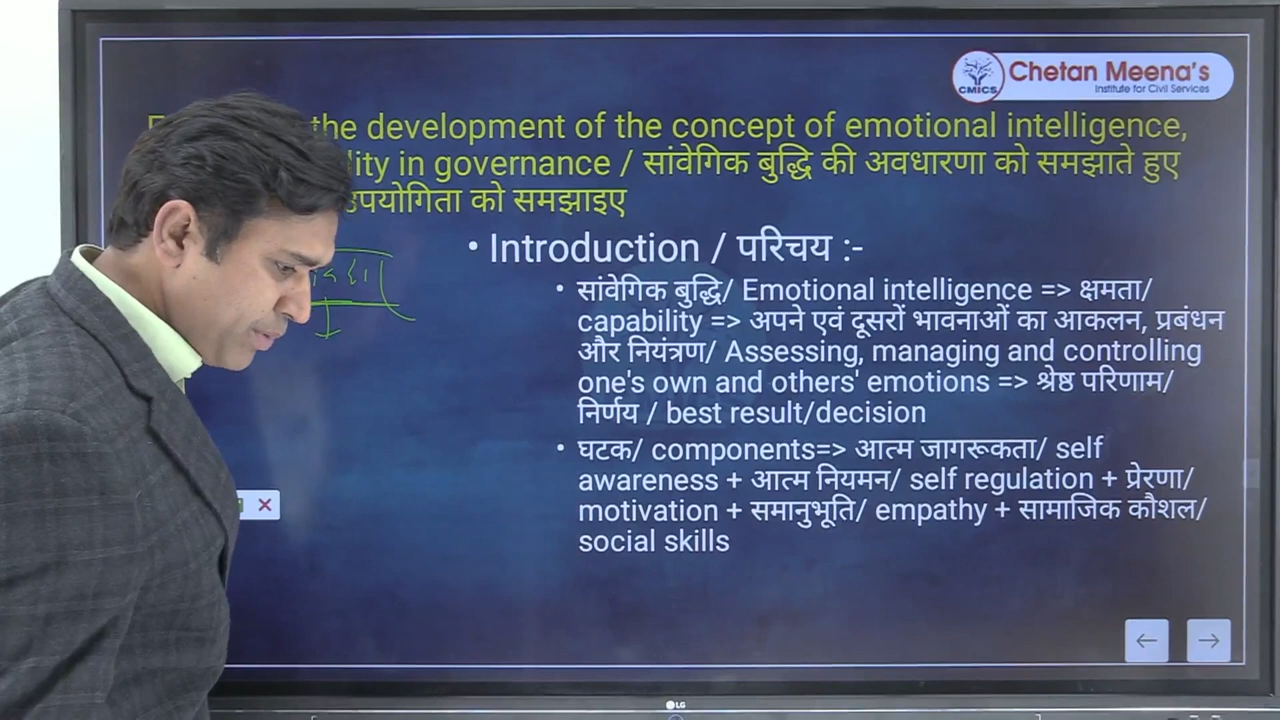 Chetan Meena's
Institute for Civil Services
CMICS
the development of the concept of emotional intelligence,
in governance / सांवेगिक बुद्धि की अवधारणा को समझाते हुए
उपयोगिता को समझाइए
• Introduction / परिचय :-
• सांवेगिक बुद्धि/ Emotional intelligence => क्षमता/
capability => अपने एवं दूसरों भावनाओं का आकलन, प्रबंधन
और नियंत्रण/ Assessing, managing and controlling
one's own and others' emotions => श्रेष्ठ परिणाम/
निर्णय / best result/decision
• घटक/ components=> आत्म जागरूकता/ self
awareness + आत्म नियमन/ self regulation + प्रेरणा/
motivation + समानुभूति/ empathy + सामाजिक कौशल/
social skills
LG